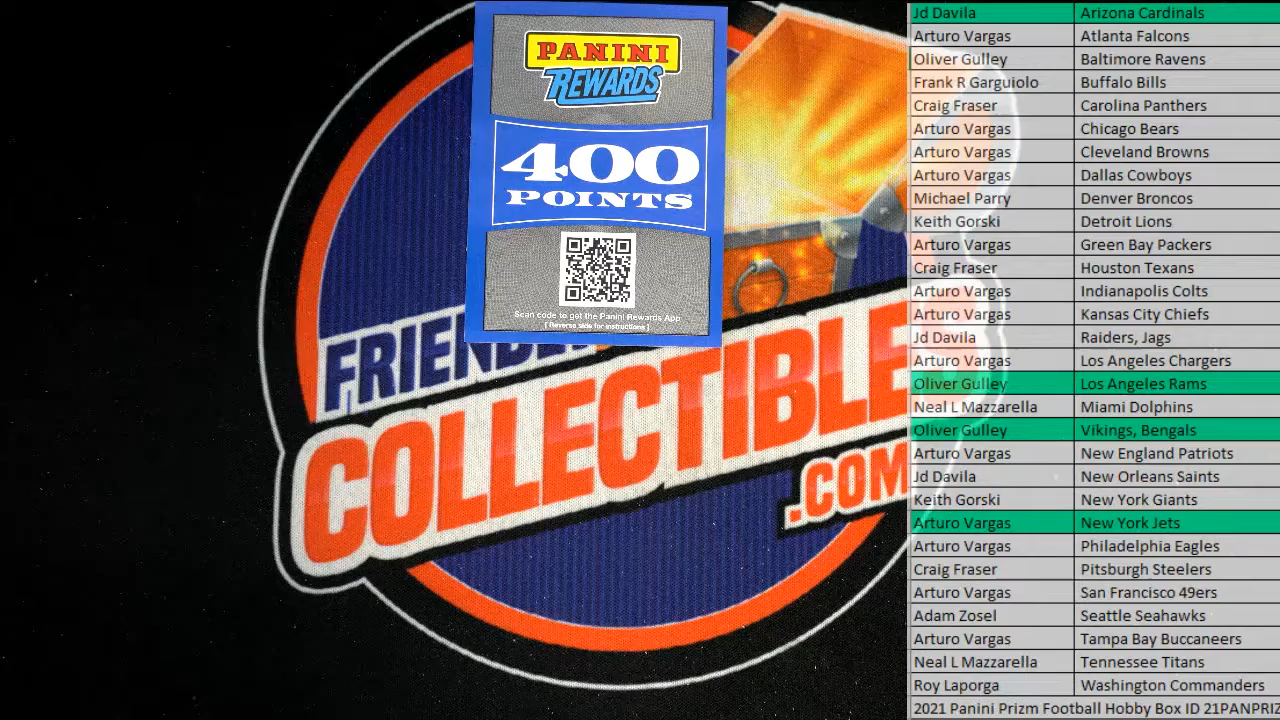 PANINI
REWARDS
400
POINTS
Scan code to get the Panini Rewards App
[ Reverse side for instructions ]
COLLECTIBLES
.COM
Jd Davila Arizona Cardinals
Arturo Vargas Atlanta Falcons
Oliver Gulley Baltimore Ravens
Frank R Garguiolo Buffalo Bills
Craig Fraser Carolina Panthers
Arturo Vargas Chicago Bears
Arturo Vargas Cleveland Browns
Arturo Vargas Dallas Cowboys
Michael Parry Denver Broncos
Keith Gorski Detroit Lions
Arturo Vargas Green Bay Packers
Craig Fraser Houston Texans
Arturo Vargas Indianapolis Colts
Arturo Vargas Kansas City Chiefs
Jd Davila Raiders, Jags
Arturo Vargas Los Angeles Chargers
Oliver Gulley Los Angeles Rams
Neal L Mazzarella Miami Dolphins
Oliver Gulley Vikings, Bengals
Arturo Vargas New England Patriots
Jd Davila New Orleans Saints
Keith Gorski New York Giants
Arturo Vargas New York Jets
Arturo Vargas Philadelphia Eagles
Craig Fraser Pitsburgh Steelers
Arturo Vargas San Francisco 49ers
Adam Zosel Seattle Seahawks
Arturo Vargas Tampa Bay Buccaneers
Neal L Mazzarella Tennessee Titans
Roy Laporga Washington Commanders
2021 Panini Prizm Football Hobby Box ID 21PANPRIZ